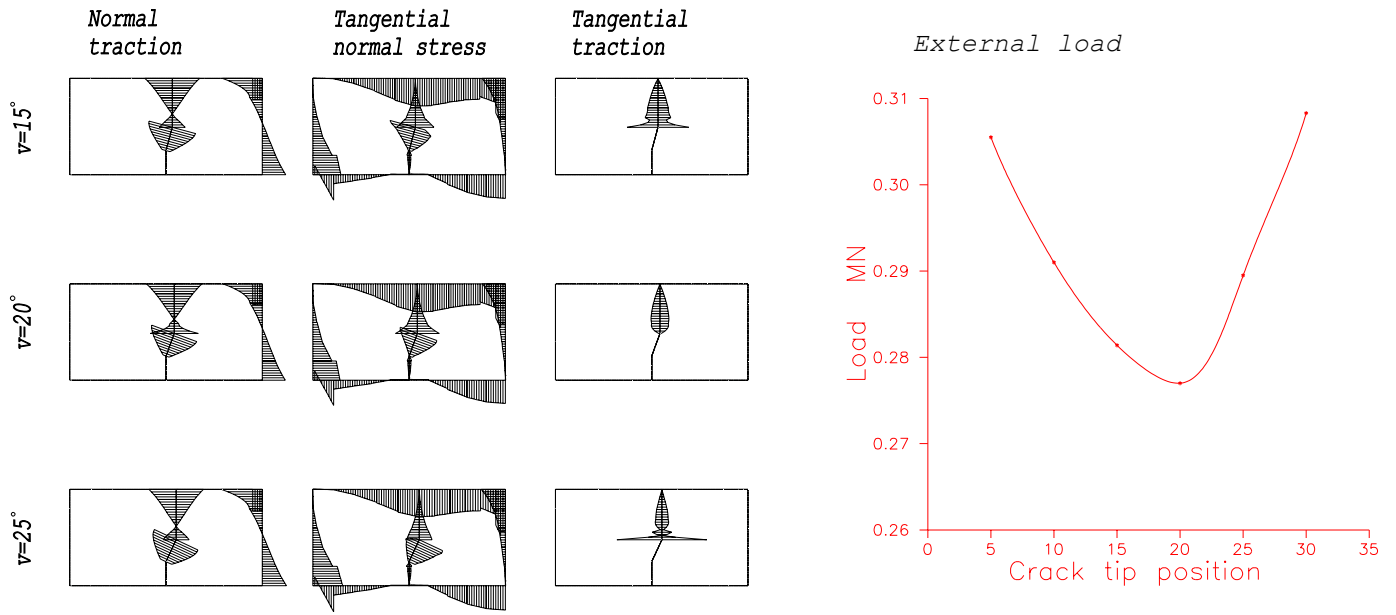 Normal
traction
Tangential
normal stress
Tangential
traction
v=15°
v=20°
v=25°
External load
0.31
0.30
0.29
0.28
0.27
0.26
Load MN
0
5
10
15
20
25
30
35
Crack tip position